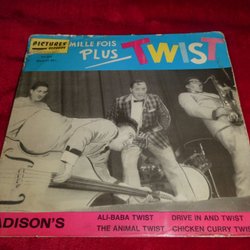 PICTURES
MILLE FOIS
PLUS TWIST
ADISON'S
ALI-BABA TWIST DRIVE IN AND TWIST
THE ANIMAL TWIST CHICKEN CURRY TWI